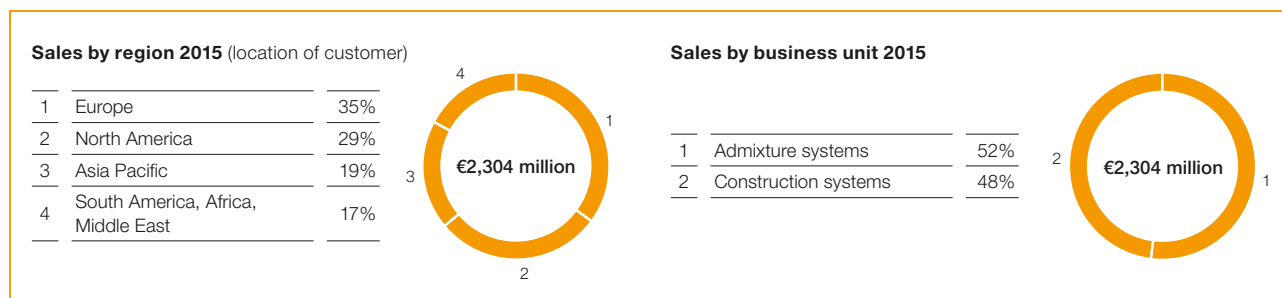 Sales by region 2015 (location of customer)
1 Europe 35%
2 North America 29%
3 Asia Pacific 19%
4 South America, Africa,
Middle East 17%
4
1
€2,304 million
3
2
Sales by business unit 2015
1 Admixture systems 52%
2 Construction systems 48%
2
€2,304 million
1